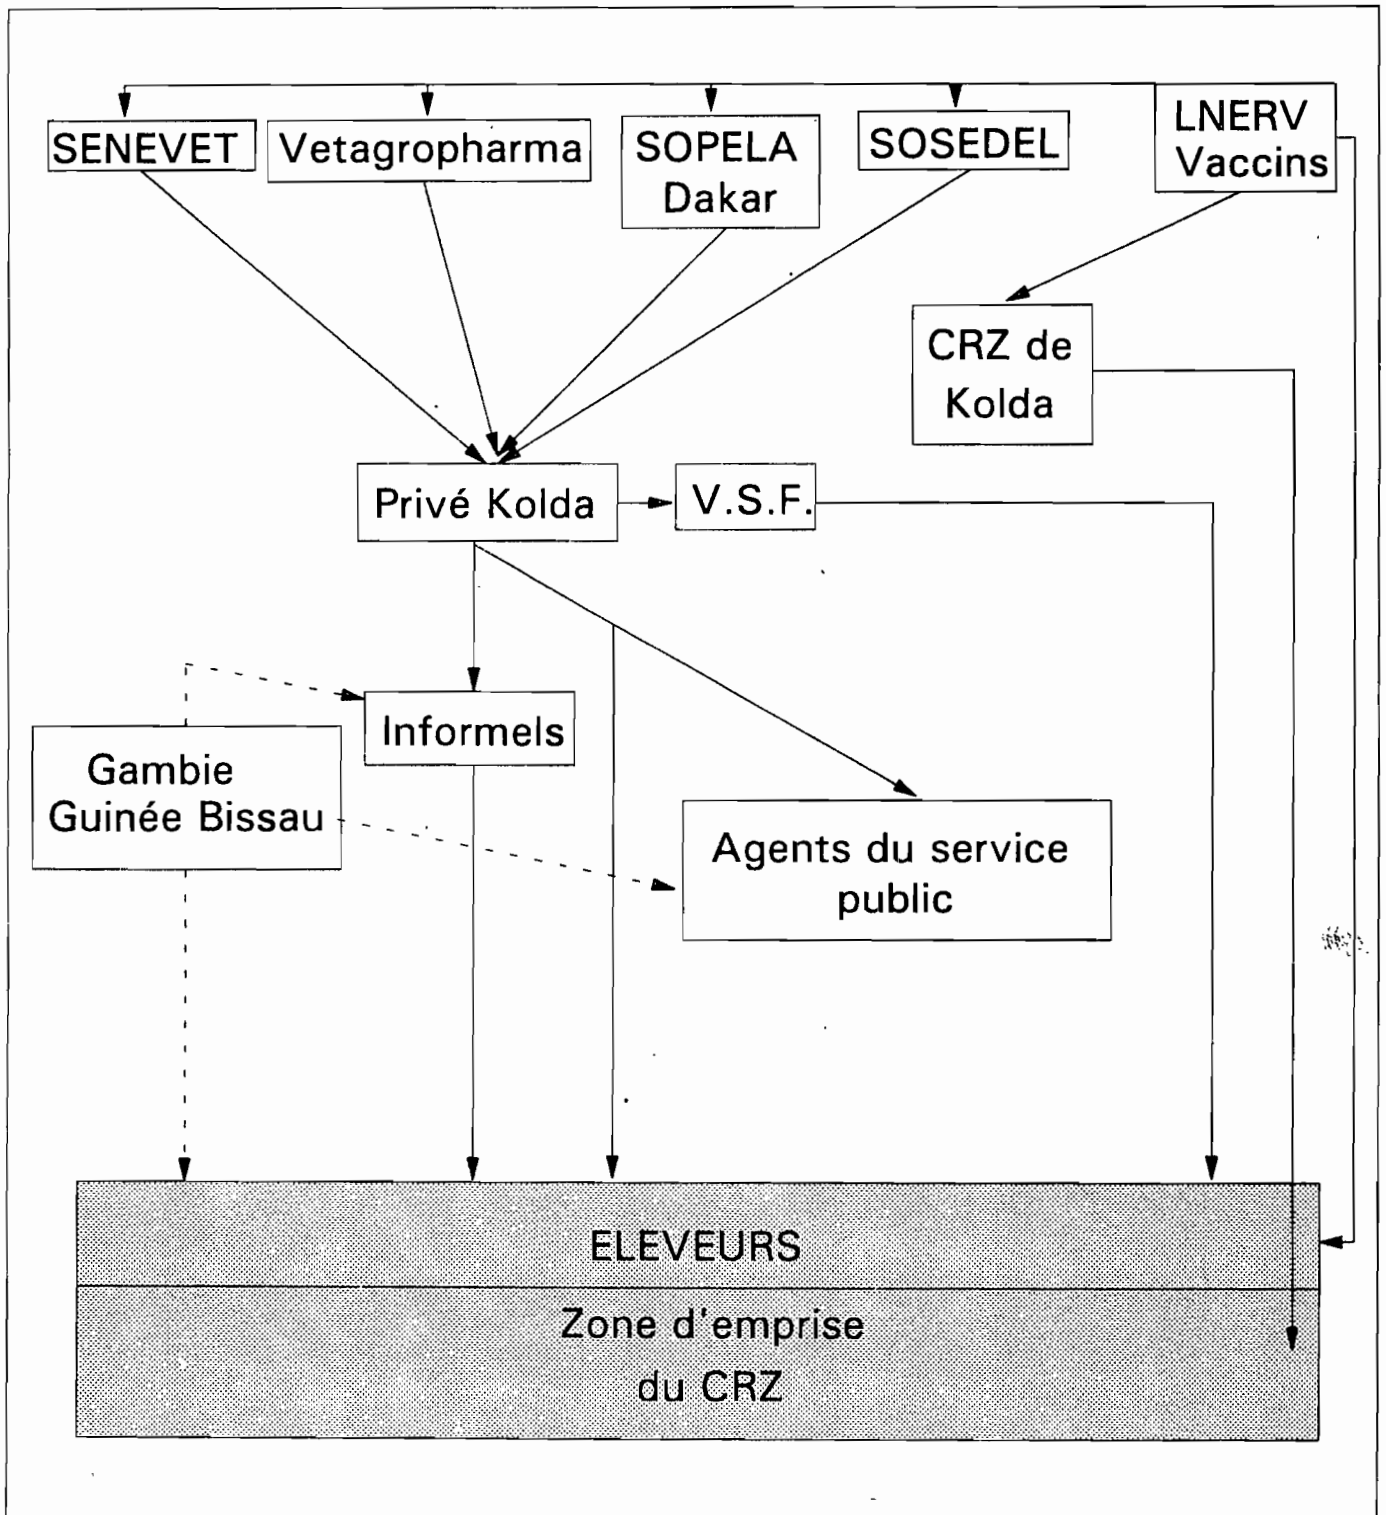 SENEVET
Vetagropharma
SOPELA
Dakar
SOSEDEL
LNERV
Vaccins
CRZ de
Kolda
Privé Kolda
V.S.F.
Informels
Gambie
Guinée Bissau
Agents du service
public
ELEVEURS
Zone d'emprise
du CRZ